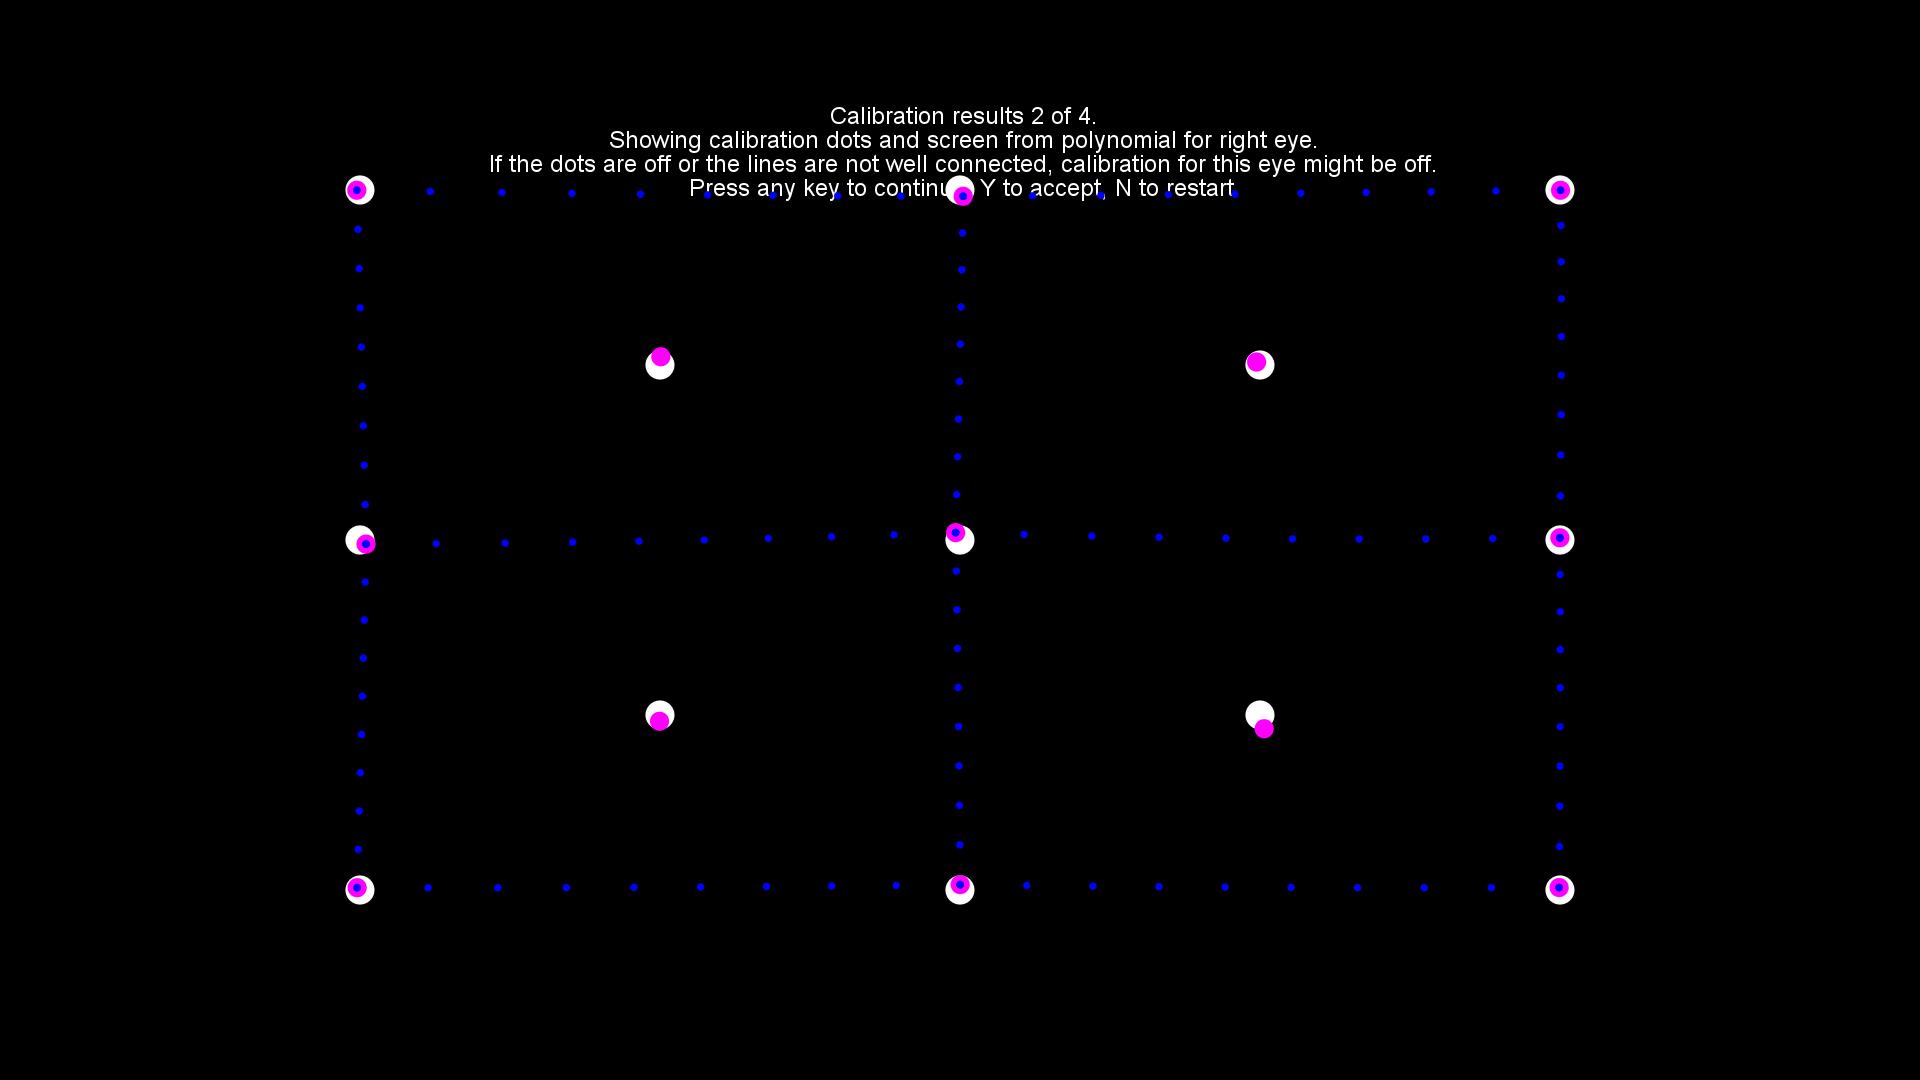 Calibration results 2 of 4.
Showing calibration dots and screen from polynomial for right eye.
If the dots are off or the lines are not well connected, calibration for this eye might be off.
Press any key to continue, Y to accept, N to restart